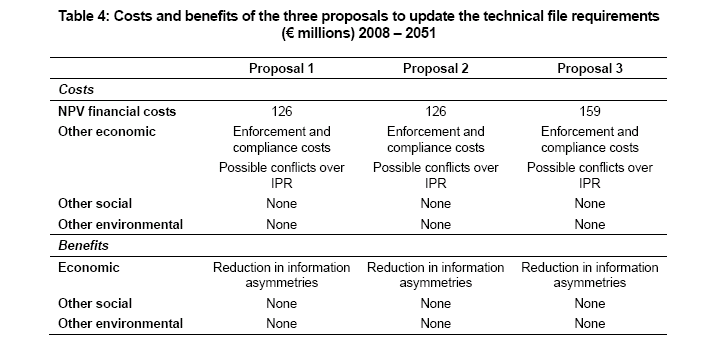 Table 4: Costs and benefits of the three proposals to update the technical file requirements
(€ millions) 2008 – 2051
Proposal 1 Proposal 2 Proposal 3
Costs
NPV financial costs 126 126 159
Other economic Enforcement and Enforcement and Enforcement and
compliance costs compliance costs compliance costs
Possible conflicts over Possible conflicts over Possible conflicts over
IPR IPR IPR
Other social None None None
Other environmental None None None
Benefits
Economic Reduction in information Reduction in information Reduction in information
asymmetries asymmetries asymmetries
Other social None None None
Other environmental None None None